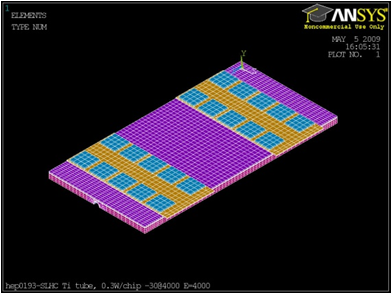 1
ELEMENTS
TYPE NUM
ANSYS
Noncommercial Use Only
MAY 5 2009
16:05:31
PLOT NO. 1
Y
hep0193-SLHC Ti tube, 0.3W/chip -30@4000 E=4000